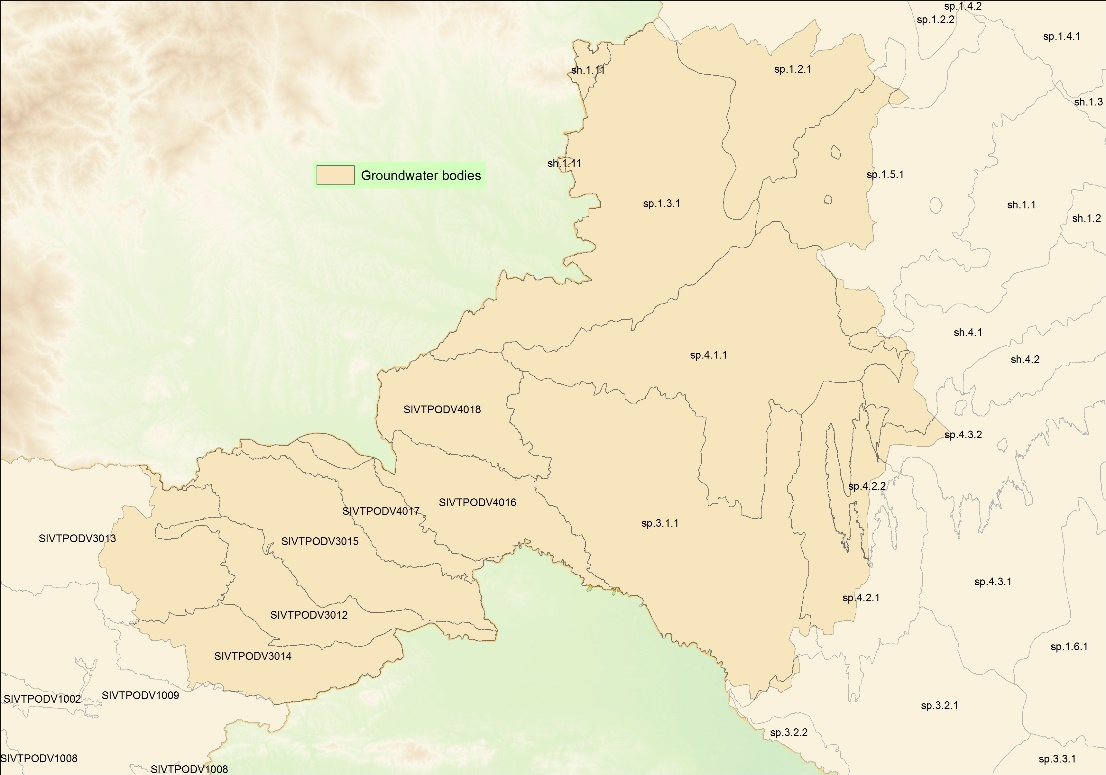 sp.1.4.2
sp.1.2.2
sp.1.4.1
sh.1.11
sp.1.2.1
sh.1.3
sh.1.11
Groundwater bodies
sp.1.5.1
sp.1.3.1
sh.1.1
sh.1.2
sh.4.1
sp.4.1.1
sh.4.2
SIVTPODV4018
sp.4.3.2
sp.4.2.2
SIVTPODV4016
SIVTPODV4017
sp.3.1.1
SIVTPODV3013
SIVTPODV3015
sp.4.3.1
sp.4.2.1
SIVTPODV3012
sp.1.6.1
SIVTPODV3014
SIVTPODV1002
SIVTPODV1009
sp.3.2.1
sp.3.2.2
SIVTPODV1008
sp.3.3.1
SIVTPODV1008